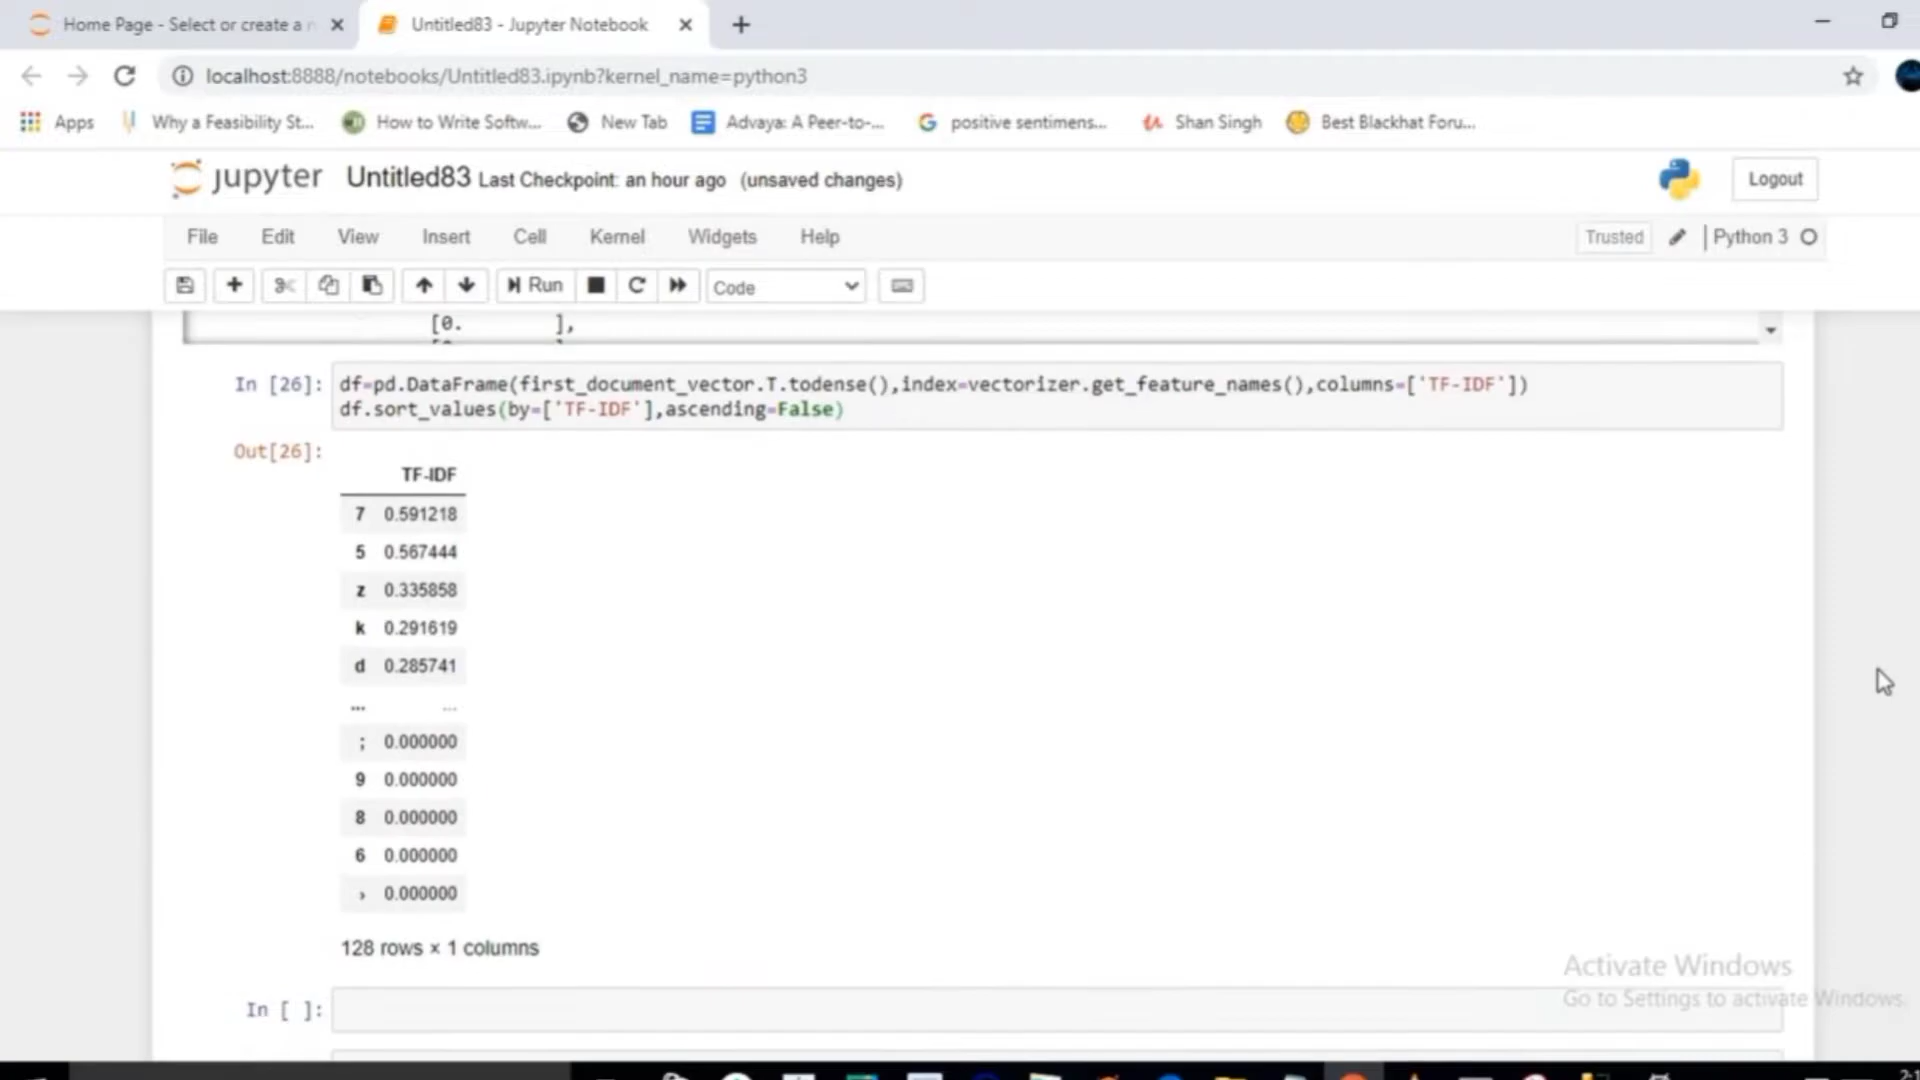 Home Page - Select or create a n
Untitled83 - Jupyter Notebook
localhost:8888/notebooks/Untitled83.ipynb?kernel_name=python3
Apps Why a Feasibility St... How to Write Softw... New Tab Advaya: A Peer-to-... positive sentimens... Shan Singh Best Blackhat Foru...
jupyter Untitled83 Last Checkpoint: an hour ago (unsaved changes) Logout
File Edit View Insert Cell Kernel Widgets Help Trusted Python 3
Run Code
[0. ],
In [26]: df=pd.DataFrame(first_document_vector.T.todense(),index=vectorizer.get_feature_names(),columns=['TF-IDF'])
df.sort_values(by=['TF-IDF'],ascending=False)
Out[26]:
TF-IDF
7 0.591218
5 0.567444
z 0.335858
k 0.291619
d 0.285741
... ...
; 0.000000
9 0.000000
8 0.000000
6 0.000000
› 0.000000
128 rows × 1 columns
In [ ]:
Activate Windows
Go to Settings to activate Windows.